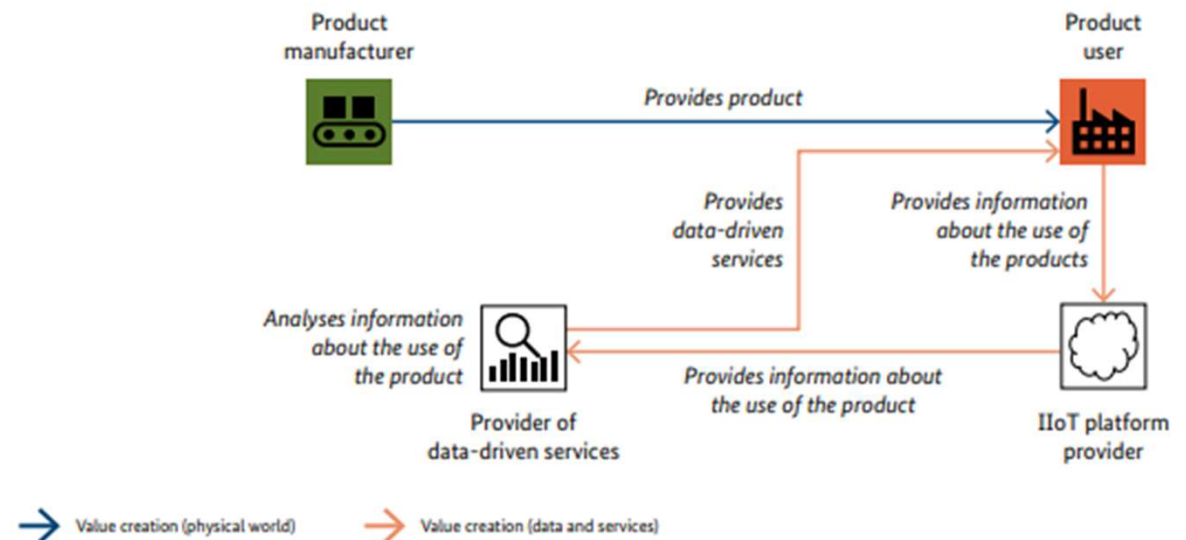 Product
manufacturer
Product
user
Provides product
Provides
data-driven
services
Provides information
about the use of
the products
Analyses information
about the use of
the product
Provides information about
the use of the product
Provider of
data-driven services
IIoT platform
provider
Value creation (physical world)
Value creation (data and services)